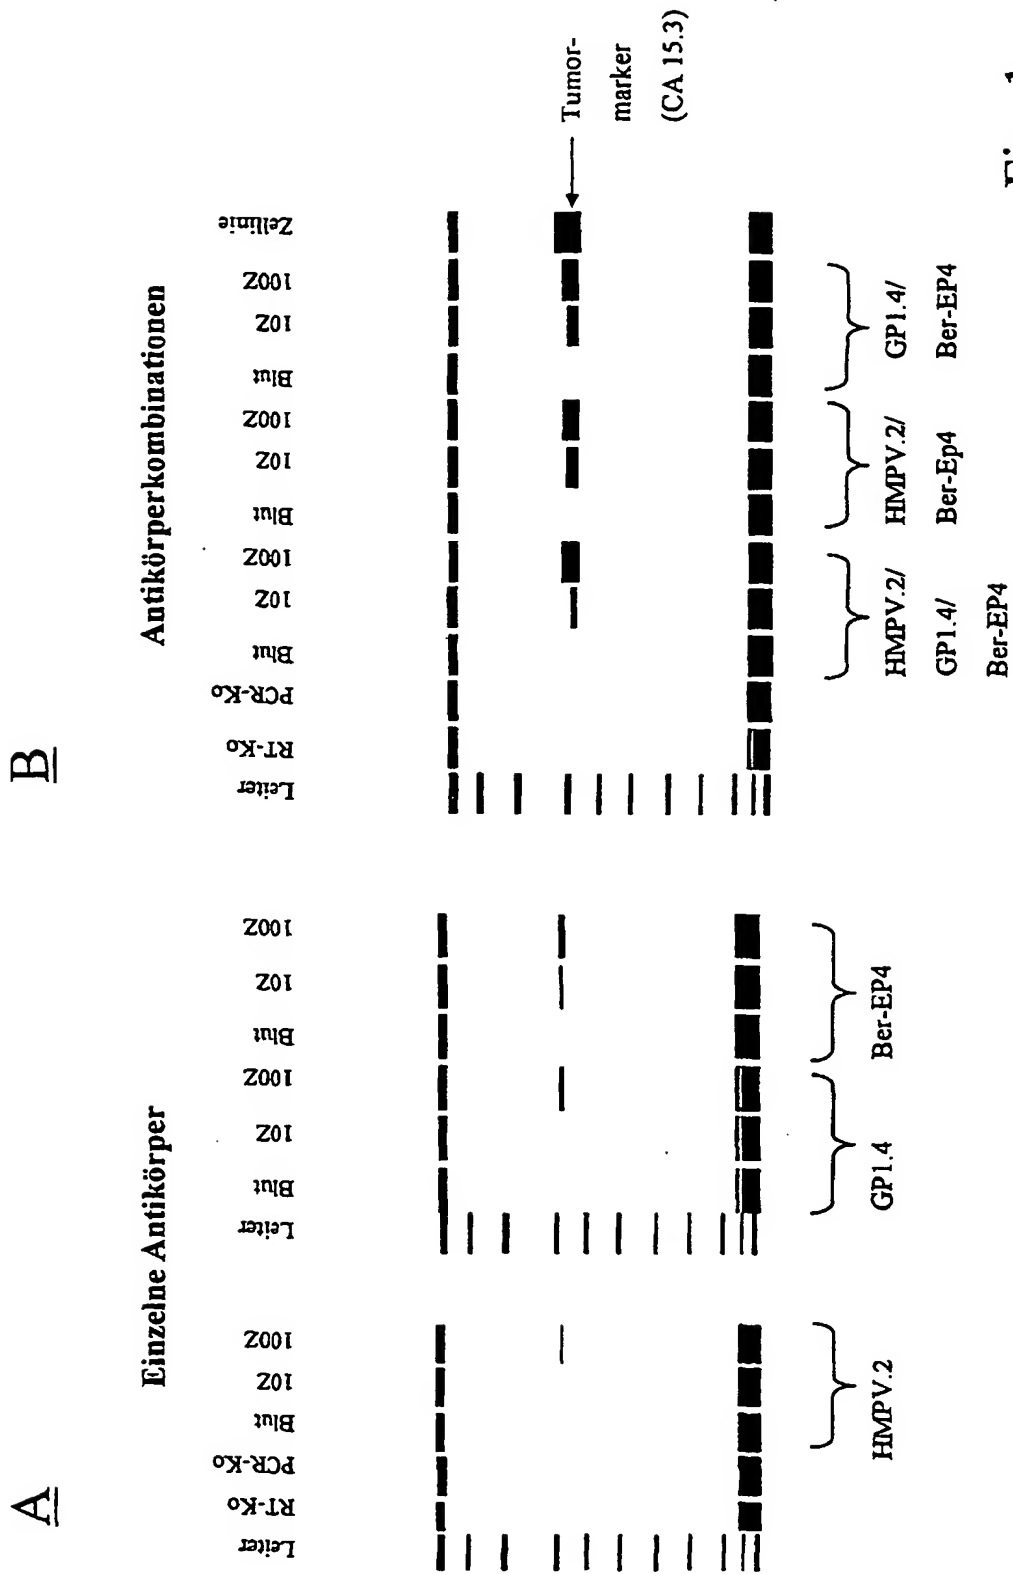 A
Einzelne Antikörper
Leiter
RT-Ko
PCR-Ko
Blut
10Z
100Z
Leiter
Blut
10Z
100Z
Blut
10Z
100Z
HMPV.2
GP1.4
Ber-EP4
B
Antikörperkombinationen
Leiter
RT-Ko
PCR-Ko
Blut
10Z
100Z
Blut
10Z
100Z
Blut
10Z
100Z
Zellinie
Tumor-
marker
(CA 15.3)
HMPV.2/
GP1.4/
Ber-EP4
HMPV.2/
Ber-Ep4
GP1.4/
Ber-EP4